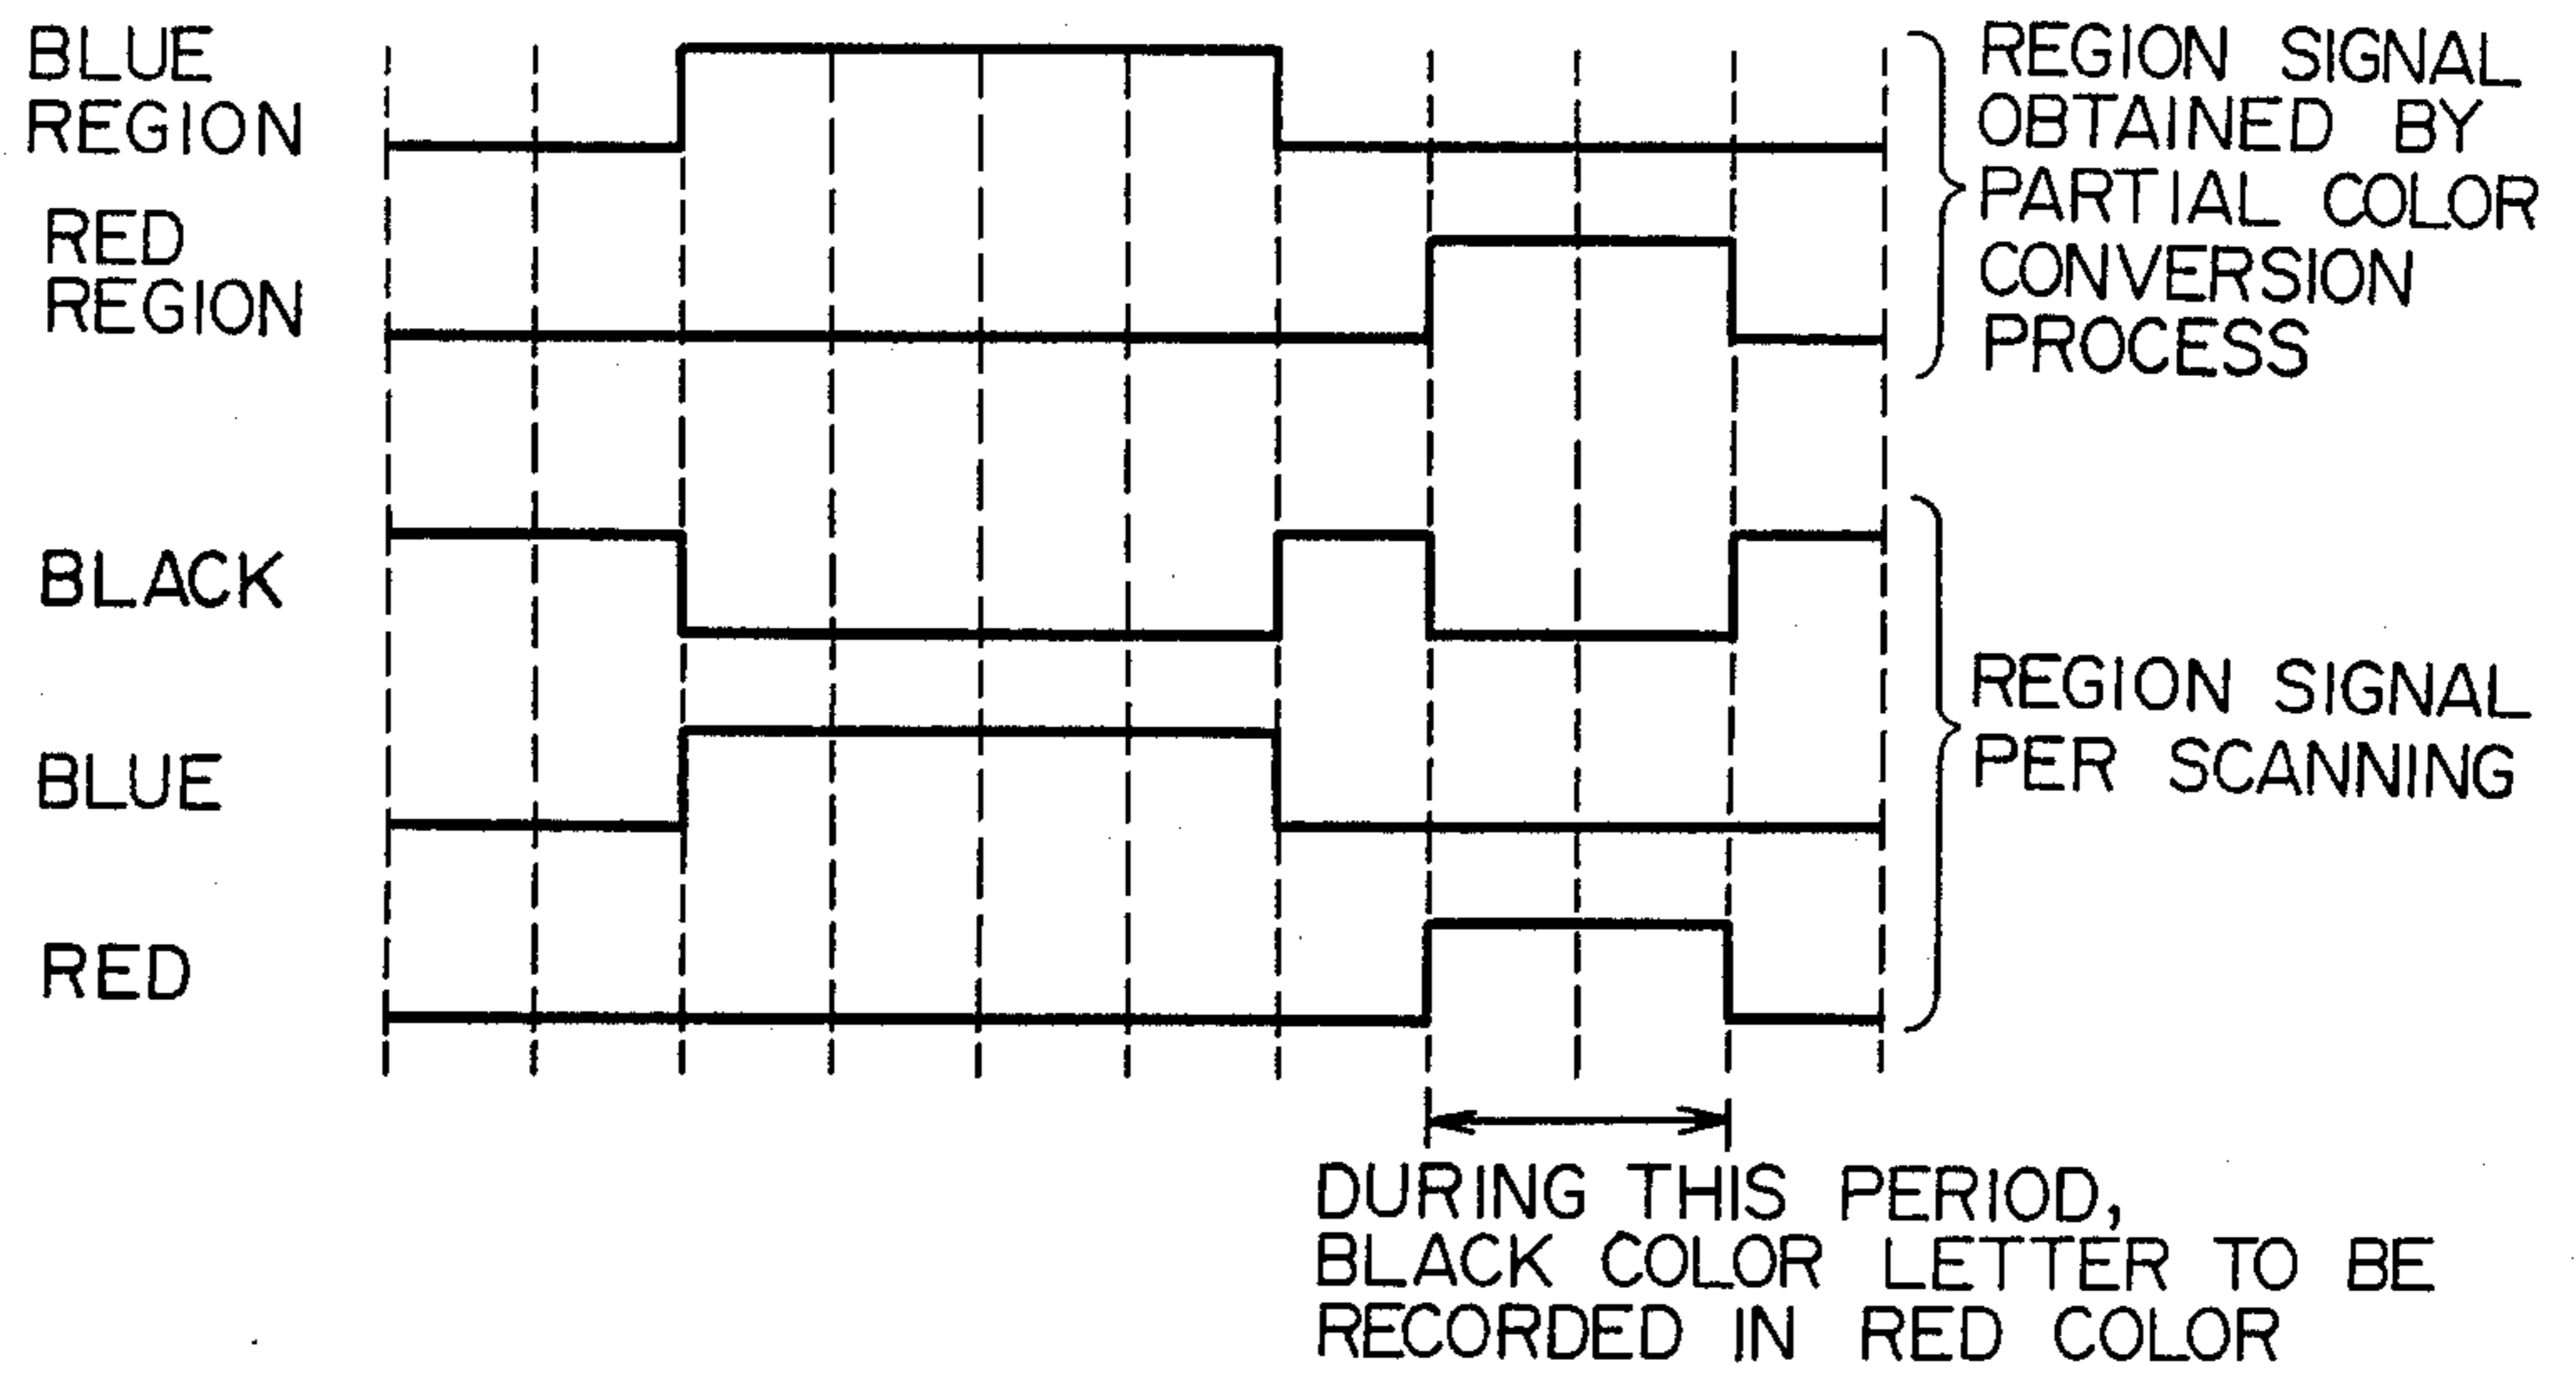 BLUE
REGION
RED
REGION
BLACK
BLUE
RED
REGION SIGNAL
OBTAINED BY
PARTIAL COLOR
CONVERSION
PROCESS
REGION SIGNAL
PER SCANNING
DURING THIS PERIOD,
BLACK COLOR LETTER TO BE
RECORDED IN RED COLOR